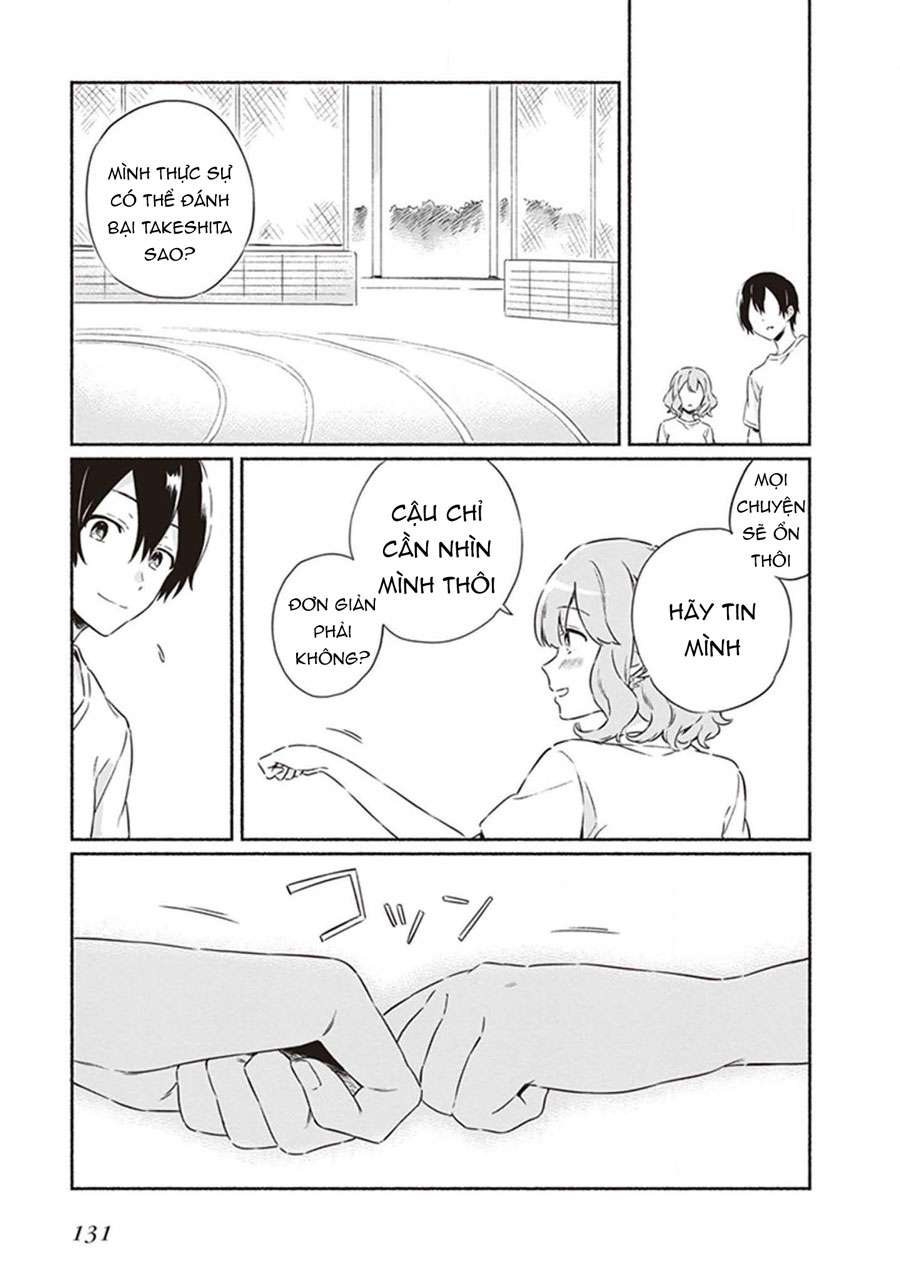 MÌNH THỰC SỰ
CÓ THỂ ĐÁNH
BẠI TAKESHITA
SAO?
MỌI
CHUYỆN
SẼ ỔN
THÔI
HÃY TIN
MÌNH
CẬU CHỈ
CẦN NHÌN
MÌNH THÔI
ĐƠN GIẢN
PHẢI
KHÔNG?
コツン
131